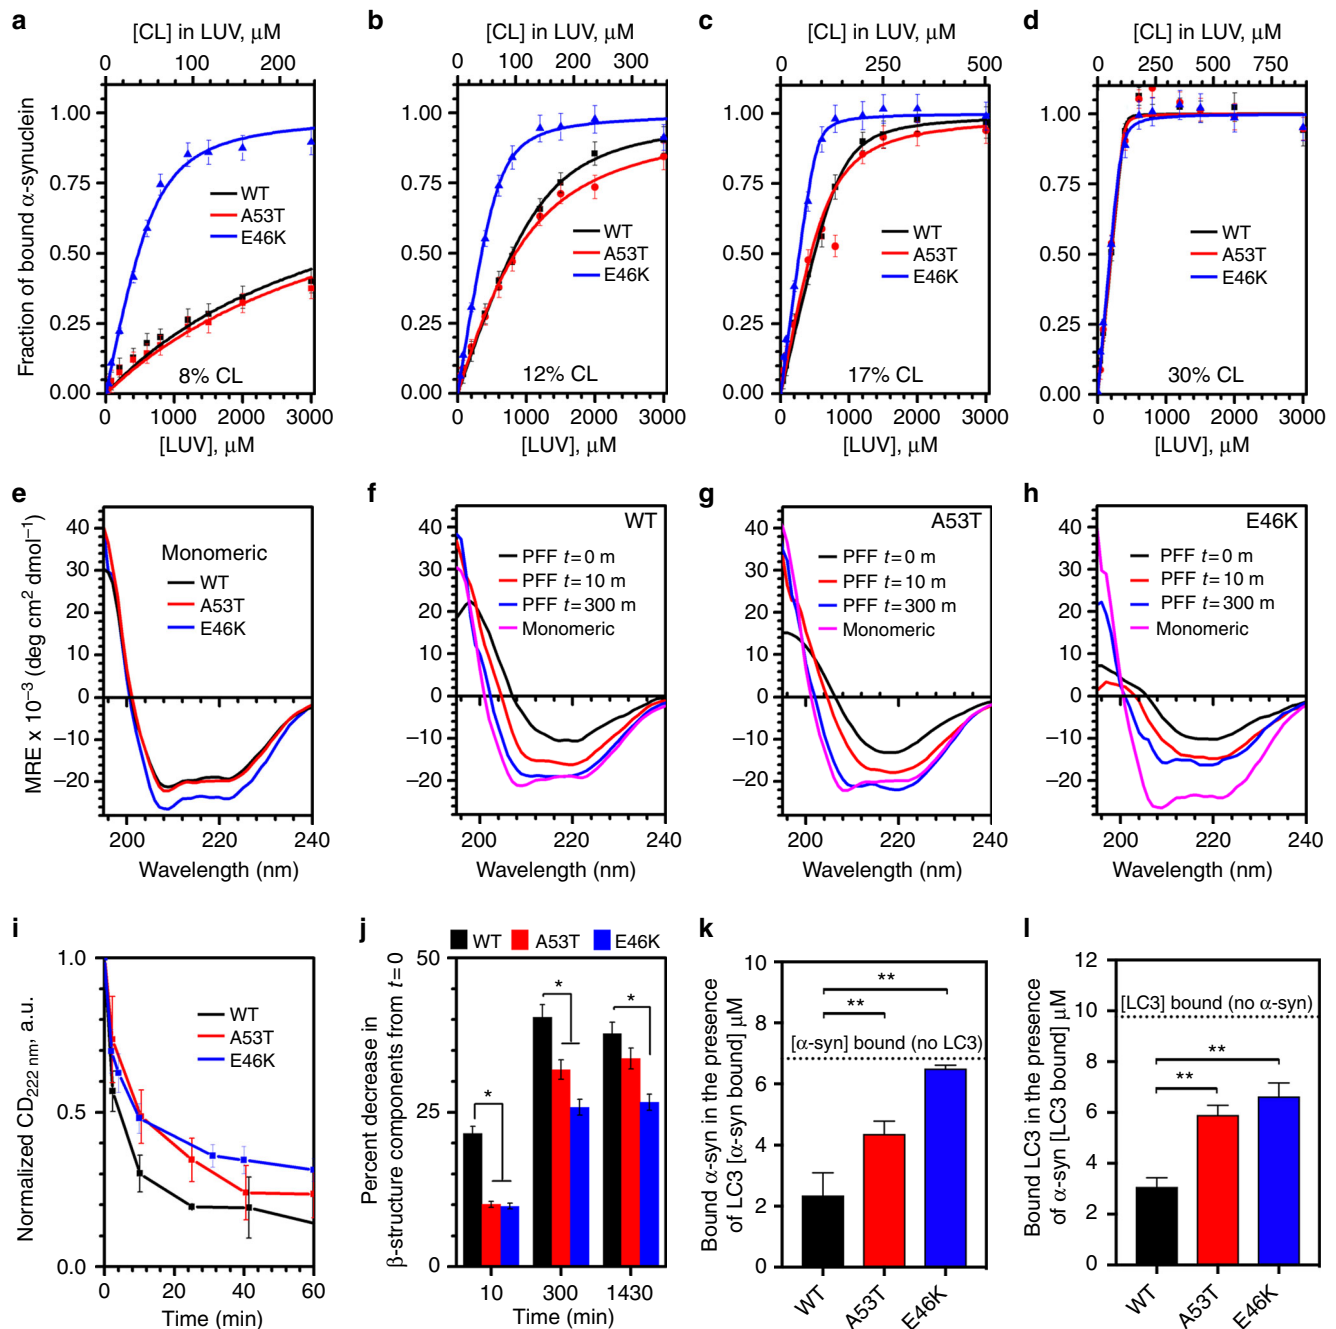 a
[CL] in LUV, μM
0 100 200
Fraction of bound α-synuclein
1.00
0.75
0.50
0.25
0.00
WT
A53T
E46K
8% CL
0 1000 2000 3000
[LUV], μM
b
[CL] in LUV, μM
0 100 200 300
1.00
0.75
0.50
0.25
0.00
WT
A53T
E46K
12% CL
0 1000 2000 3000
[LUV], μM
c
[CL] in LUV, μM
0 250 500
1.00
0.75
0.50
0.25
0.00
WT
A53T
E46K
17% CL
0 1000 2000 3000
[LUV], μM
d
[CL] in LUV, μM
0 250 500 750
1.00
0.75
0.50
0.25
0.00
WT
A53T
E46K
30% CL
0 1000 2000 3000
[LUV], μM
e
MRE x 10⁻³ (deg cm² dmol⁻¹)
40
30
20
10
0
−10
−20
Monomeric
WT
A53T
E46K
200 220 240
Wavelength (nm)
f
WT
40
30
20
10
0
−10
−20
PFF t=0 m
PFF t=10 m
PFF t=300 m
Monomeric
200 220 240
Wavelength (nm)
g
A53T
40
30
20
10
0
−10
−20
PFF t=0 m
PFF t=10 m
PFF t=300 m
Monomeric
200 220 240
Wavelength (nm)
h
E46K
40
30
20
10
0
−10
−20
PFF t=0 m
PFF t=10 m
PFF t=300 m
Monomeric
200 220 240
Wavelength (nm)
i
Normalized CD222 nm, a.u.
1.0
0.5
0.0
WT
A53T
E46K
0 20 40 60
Time (min)
j
WT A53T E46K
Percent decrease in
β-structure components from t=0
50
25
0
*
*
*
10 300 1430
Time (min)
k
Bound α-syn in the presence
of LC3 [α-syn bound] μM
10
8
6
4
2
0
**
**
[α-syn] bound (no LC3)
WT
A53T
E46K
l
Bound LC3 in the presence
of α-syn [LC3 bound] μM
12
10
8
6
4
2
0
[LC3] bound (no α-syn)
**
**
WT
A53T
E46K